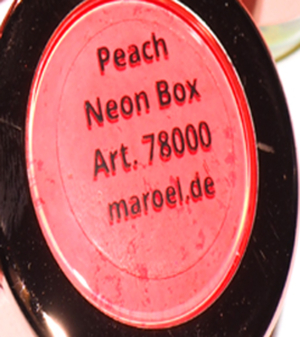 Peach
Neon Box
Art. 78000
maroel.de